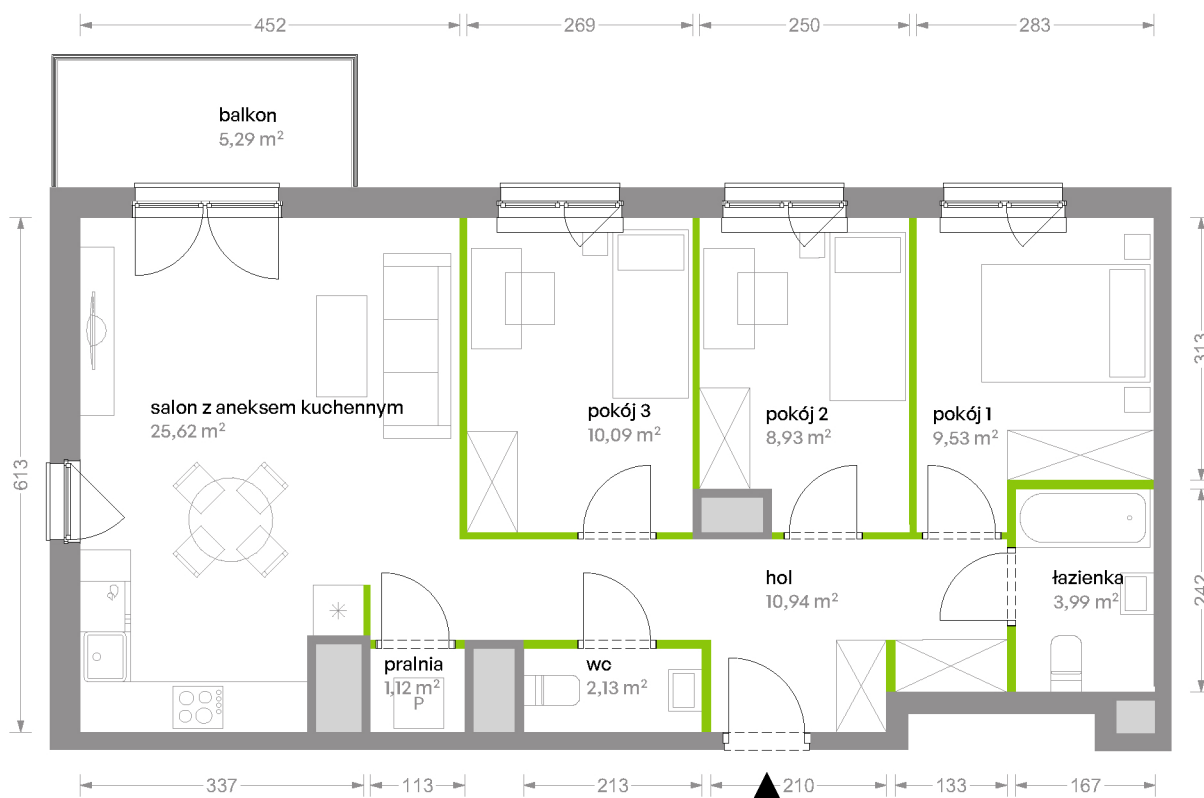 452
269
250
283
balkon
5,29 m²
313
salon z aneksem kuchennym
25,62 m²
pokój 3
10,09 m²
pokój 2
8,93 m²
pokój 1
9,53 m²
613
hol
10,94 m²
łazienka
3,99 m²
242
pralnia
1,12 m²
P
wc
2,13 m²
337
113
213
210
133
167